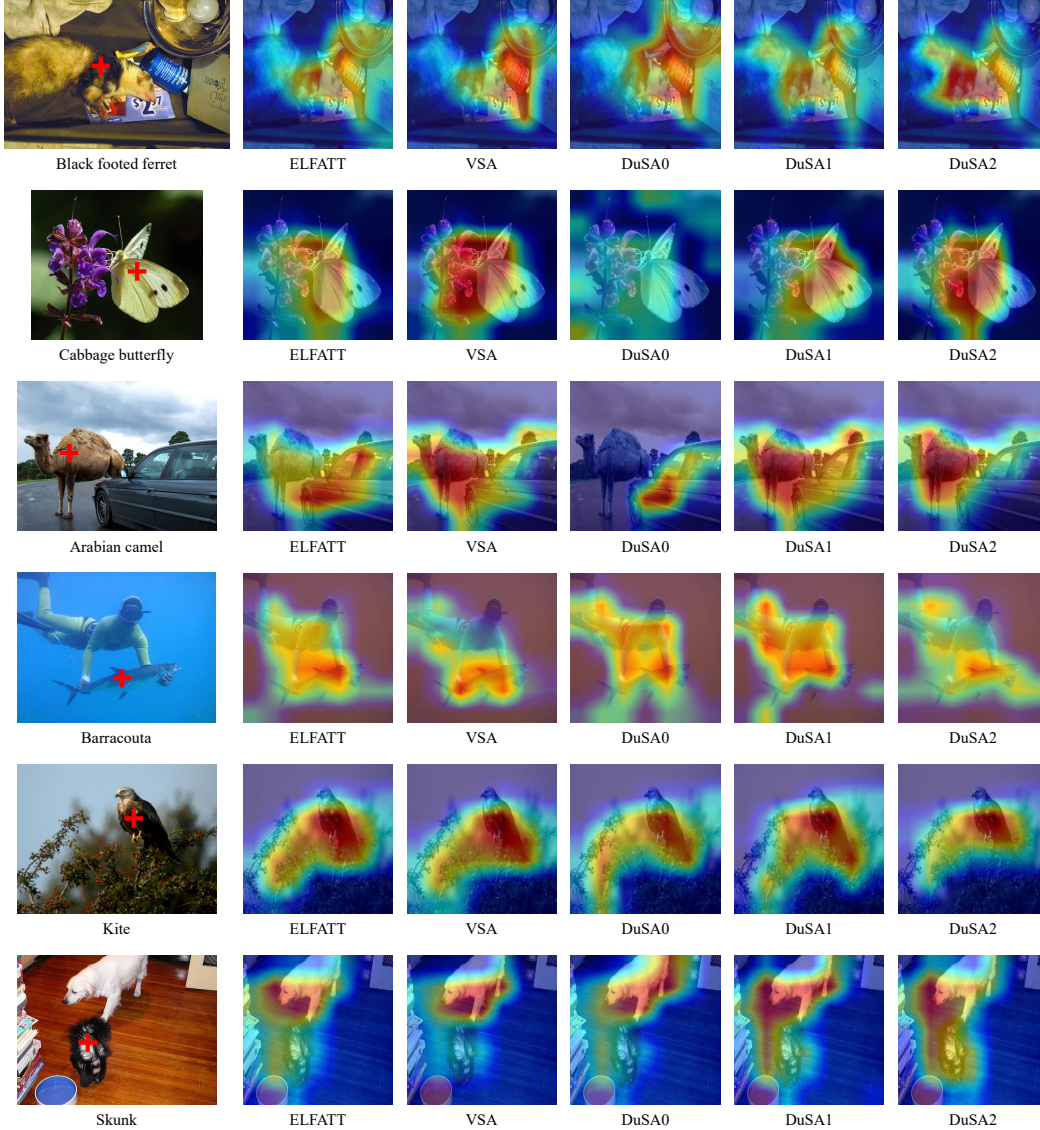 Black footed ferret ELFATT VSA DuSA0 DuSA1 DuSA2
Cabbage butterfly ELFATT VSA DuSA0 DuSA1 DuSA2
Arabian camel ELFATT VSA DuSA0 DuSA1 DuSA2
Barracouta ELFATT VSA DuSA0 DuSA1 DuSA2
Kite ELFATT VSA DuSA0 DuSA1 DuSA2
Skunk ELFATT VSA DuSA0 DuSA1 DuSA2